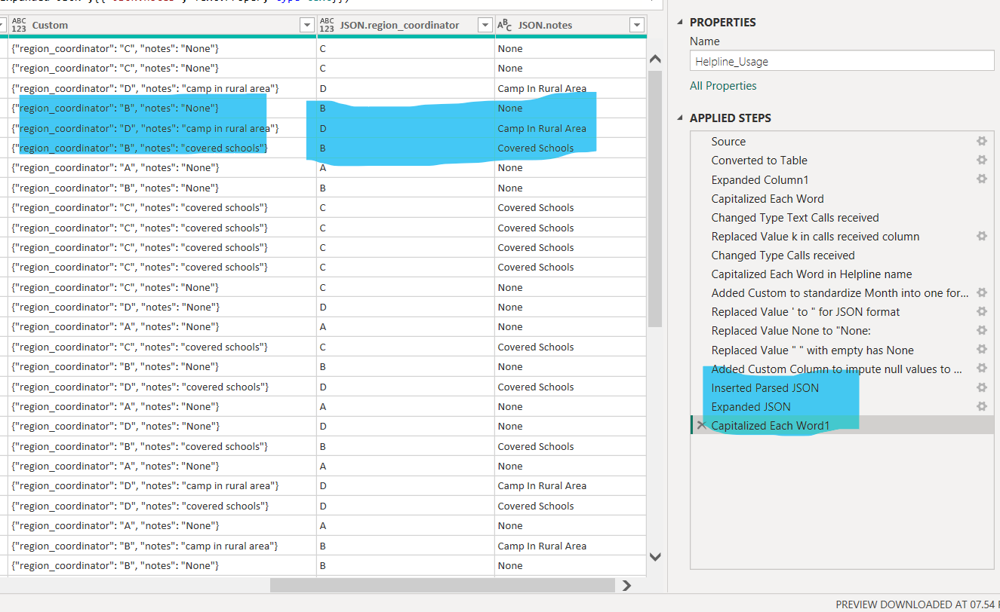 ABC 123 Custom ABC 123 JSON.region_coordinator ABC JSON.notes
{"region_coordinator": "C", "notes": "None"} C None
{"region_coordinator": "C", "notes": "None"} C None
{"region_coordinator": "D", "notes": "camp in rural area"} D Camp In Rural Area
{"region_coordinator": "B", "notes": "None"} B None
{"region_coordinator": "D", "notes": "camp in rural area"} D Camp In Rural Area
{"region_coordinator": "B", "notes": "covered schools"} B Covered Schools
{"region_coordinator": "A", "notes": "None"} A None
{"region_coordinator": "B", "notes": "None"} B None
{"region_coordinator": "C", "notes": "covered schools"} C Covered Schools
{"region_coordinator": "C", "notes": "covered schools"} C Covered Schools
{"region_coordinator": "C", "notes": "covered schools"} C Covered Schools
{"region_coordinator": "C", "notes": "covered schools"} C Covered Schools
{"region_coordinator": "C", "notes": "None"} C None
{"region_coordinator": "D", "notes": "None"} D None
{"region_coordinator": "A", "notes": "None"} A None
{"region_coordinator": "C", "notes": "covered schools"} C Covered Schools
{"region_coordinator": "B", "notes": "None"} B None
{"region_coordinator": "D", "notes": "covered schools"} D Covered Schools
{"region_coordinator": "A", "notes": "None"} A None
{"region_coordinator": "D", "notes": "None"} D None
{"region_coordinator": "B", "notes": "covered schools"} B Covered Schools
{"region_coordinator": "A", "notes": "None"} A None
{"region_coordinator": "D", "notes": "camp in rural area"} D Camp In Rural Area
{"region_coordinator": "D", "notes": "covered schools"} D Covered Schools
{"region_coordinator": "A", "notes": "None"} A None
{"region_coordinator": "B", "notes": "camp in rural area"} B Camp In Rural Area
{"region_coordinator": "B", "notes": "None"} B None
PROPERTIES
Name
Helpline_Usage
All Properties
APPLIED STEPS
Source
Converted to Table
Expanded Column1
Capitalized Each Word
Changed Type Text Calls received
Replaced Value k in calls received column
Changed Type Calls received
Capitalized Each Word in Helpline name
Added Custom to standardize Month into one for...
Replaced Value ' to " for JSON format
Replaced Value None to "None:
Replaced Value " " with empty has None
Added Custom Column to impute null values to ...
Inserted Parsed JSON
Expanded JSON
Capitalized Each Word1
PREVIEW DOWNLOADED AT 07.54